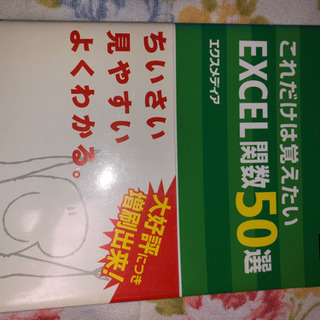 これだけは覚えたい
EXCEL関数50選
エクスメディア
ちいさい
見やすい
よくわかる。
大好評につき
増刷出来!